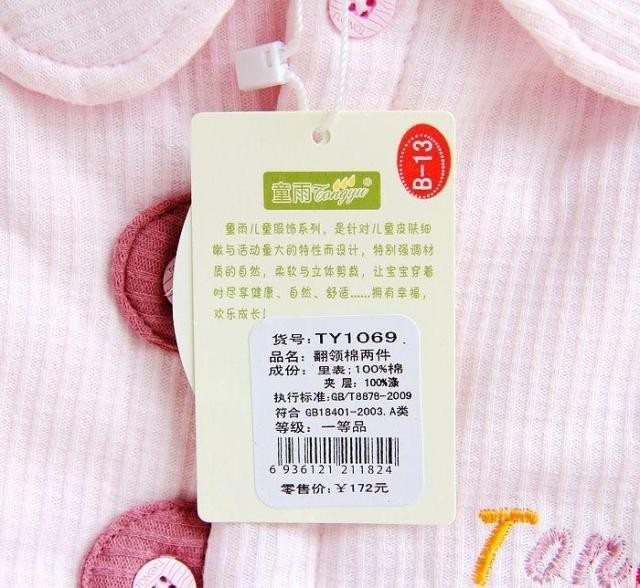 B-13
童雨 Tongyu ®
童雨儿童服饰系列，是针对儿童皮肤细
嫩与活动量大的特性而设计，特别强调材
质的自然，柔软与立体剪裁，让宝宝穿着
时尽享健康、自然、舒适......拥有幸福，
欢乐成长！
货号：TY1069
品名：翻领棉两件
成份：里表：100%棉
夹层：100%涤
执行标准：GB/T8878-2009
符合 GB18401-2003.A类
等级：一等品
6 936121 211824
零售价：￥172元